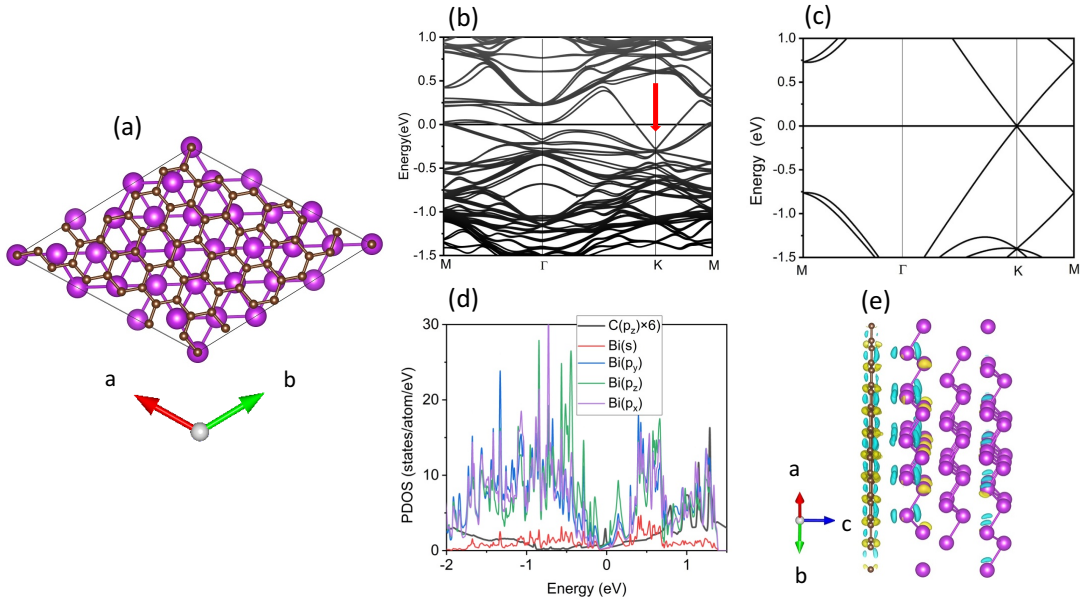 (a)
a
b
(b)
Energy(eV)
1.0
0.5
0.0
-0.5
-1.0
-1.5
M
Γ
K
M
(c)
Energy (eV)
1.0
0.5
0.0
-0.5
-1.0
-1.5
M
Γ
K
M
(d)
PDOS (states/atom/eV)
30
20
10
0
-2
-1
0
1
Energy (eV)
C(pz)×6)
Bi(s)
Bi(py)
Bi(pz)
Bi(px)
(e)
a
c
b